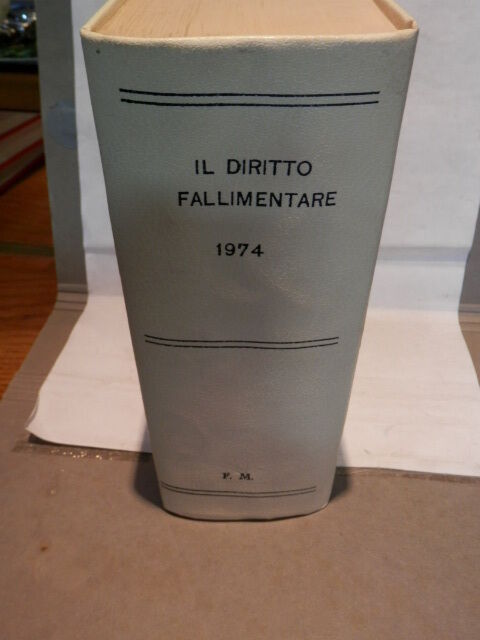 IL DIRITTO
FALLIMENTARE
1974
F. M.